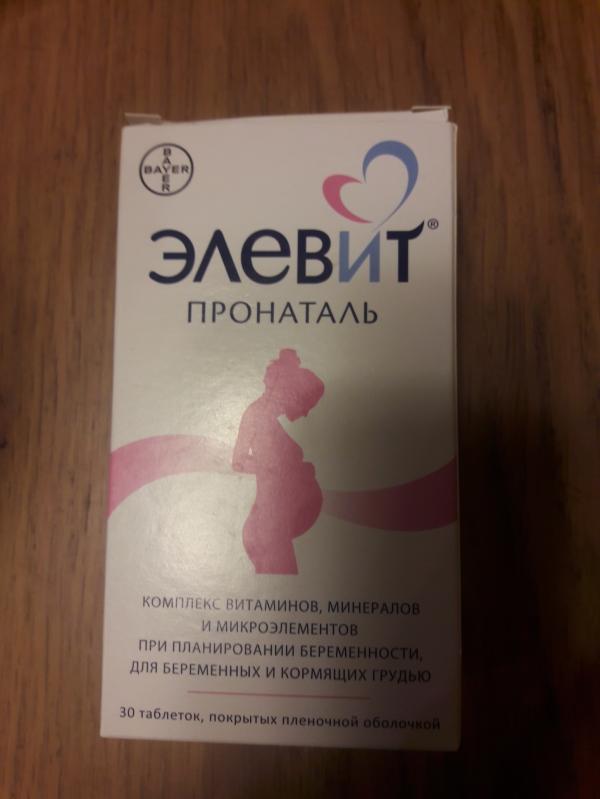 BAYER
BAYER
ЭЛЕВИТ®
ПРОНАТАЛЬ
КОМПЛЕКС ВИТАМИНОВ, МИНЕРАЛОВ
И МИКРОЭЛЕМЕНТОВ
ПРИ ПЛАНИРОВАНИИ БЕРЕМЕННОСТИ,
ДЛЯ БЕРЕМЕННЫХ И КОРМЯЩИХ ГРУДЬЮ
30 таблеток, покрытых пленочной оболочкой